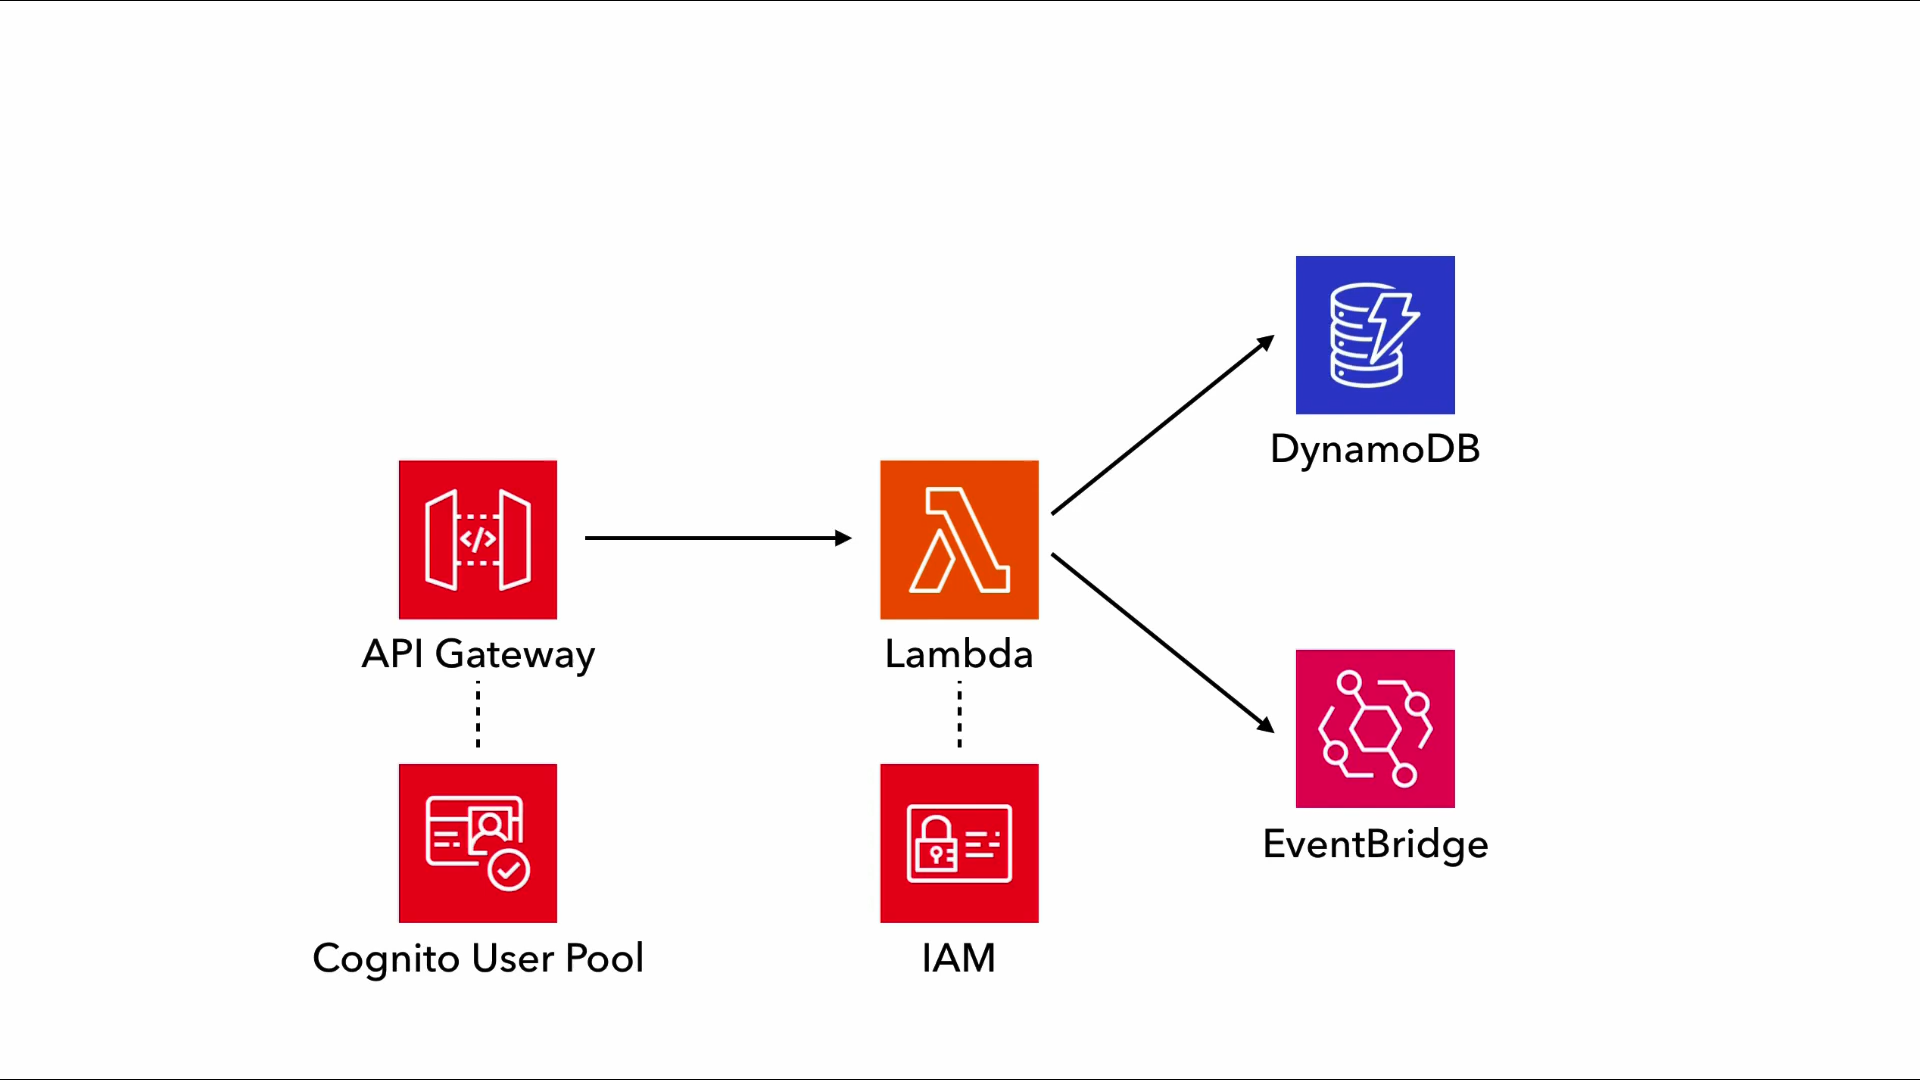 DynamoDB
</>
API Gateway
Lambda
EventBridge
Cognito User Pool
IAM